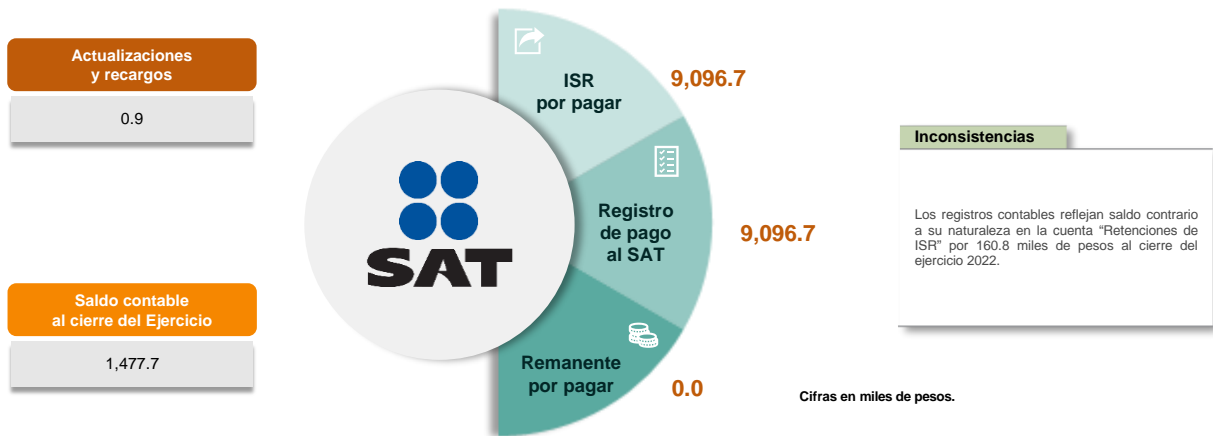 Actualizaciones
y recargos
0.9
Saldo contable
al cierre del Ejercicio
1,477.7
SAT
ISR
por pagar
9,096.7
Registro
de pago
al SAT
9,096.7
Remanente
por pagar
0.0
Inconsistencias
Los registros contables reflejan saldo contrario
a su naturaleza en la cuenta “Retenciones de
ISR” por 160.8 miles de pesos al cierre del
ejercicio 2022.
Cifras en miles de pesos.